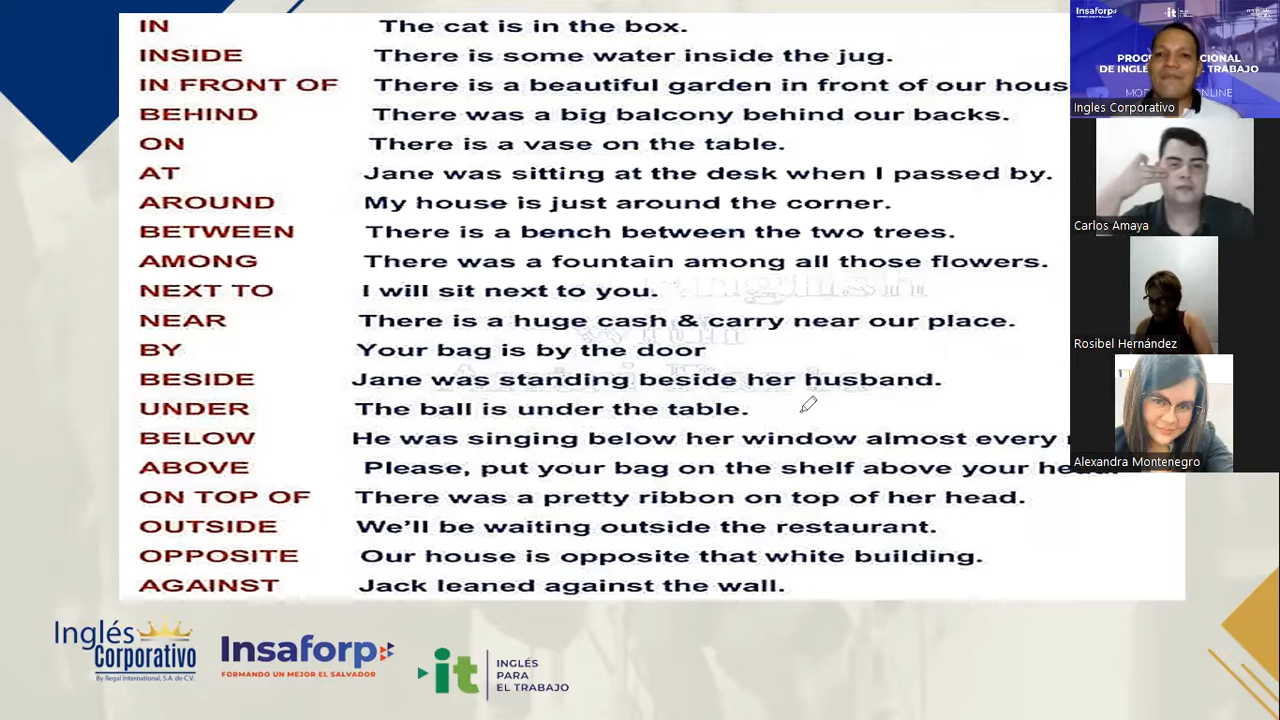 IN The cat is in the box.
INSIDE There is some water inside the jug.
IN FRONT OF There is a beautiful garden in front of our hous
BEHIND There was a big balcony behind our backs.
ON There is a vase on the table.
AT Jane was sitting at the desk when I passed by.
AROUND My house is just around the corner.
BETWEEN There is a bench between the two trees.
AMONG There was a fountain among all those flowers.
NEXT TO I will sit next to you.
NEAR There is a huge cash & carry near our place.
BY Your bag is by the door
BESIDE Jane was standing beside her husband.
UNDER The ball is under the table.
BELOW He was singing below her window almost every
ABOVE Please, put your bag on the shelf above your he
ON TOP OF There was a pretty ribbon on top of her head.
OUTSIDE We'll be waiting outside the restaurant.
OPPOSITE Our house is opposite that white building.
AGAINST Jack leaned against the wall.
Inglés
Corporativo
By Regal International, S.A. de C.V.
Insaforp
FORMANDO UN MEJOR EL SALVADOR
it
INGLÉS
PARA
EL TRABAJO
Insaforp
it
Ingles Corporativo
Carlos Amaya
Rosibel Hernández
Alexandra Montenegro